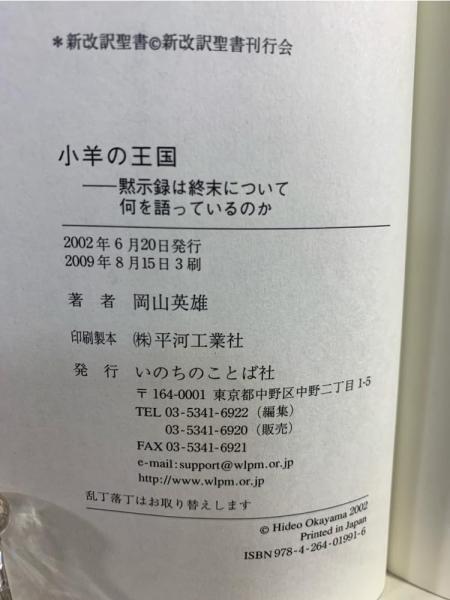 ＊新改訳聖書©新改訳聖書刊行会
小羊の王国
――黙示録は終末について
何を語っているのか
2002年 6月20日発行
2009年 8月15日 3刷
著 者 岡山英雄
印刷製本 ㈱平河工業社
発 行 いのちのことば社
〒164-0001 東京都中野区中野二丁目1-5
TEL 03-5341-6922（編集）
03-5341-6920（販売）
FAX03-5341-6921
e-mail:support@wlpm.or.jp
http://www.wlpm.or.jp
乱丁落丁はお取り替えします
© Hideo Okayama 2002
Printed in Japan
ISBN 978-4-264-01991-6